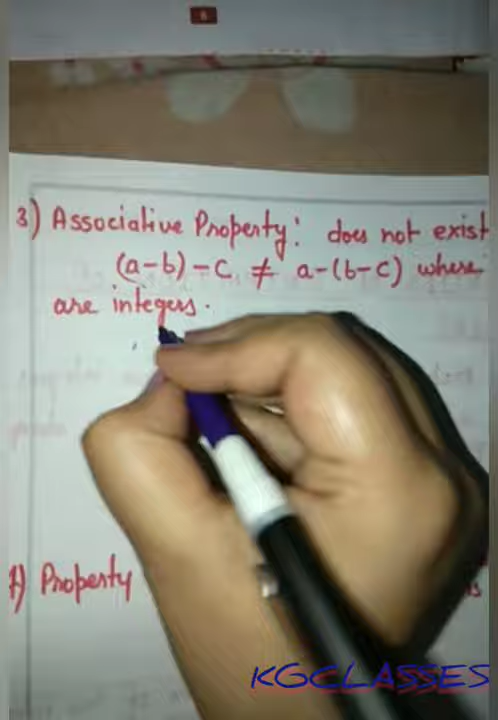 3) Associative Property: does not exist
(a-b)-c ≠ a-(b-c) where
are integers.
4) Property
KGCLASSES